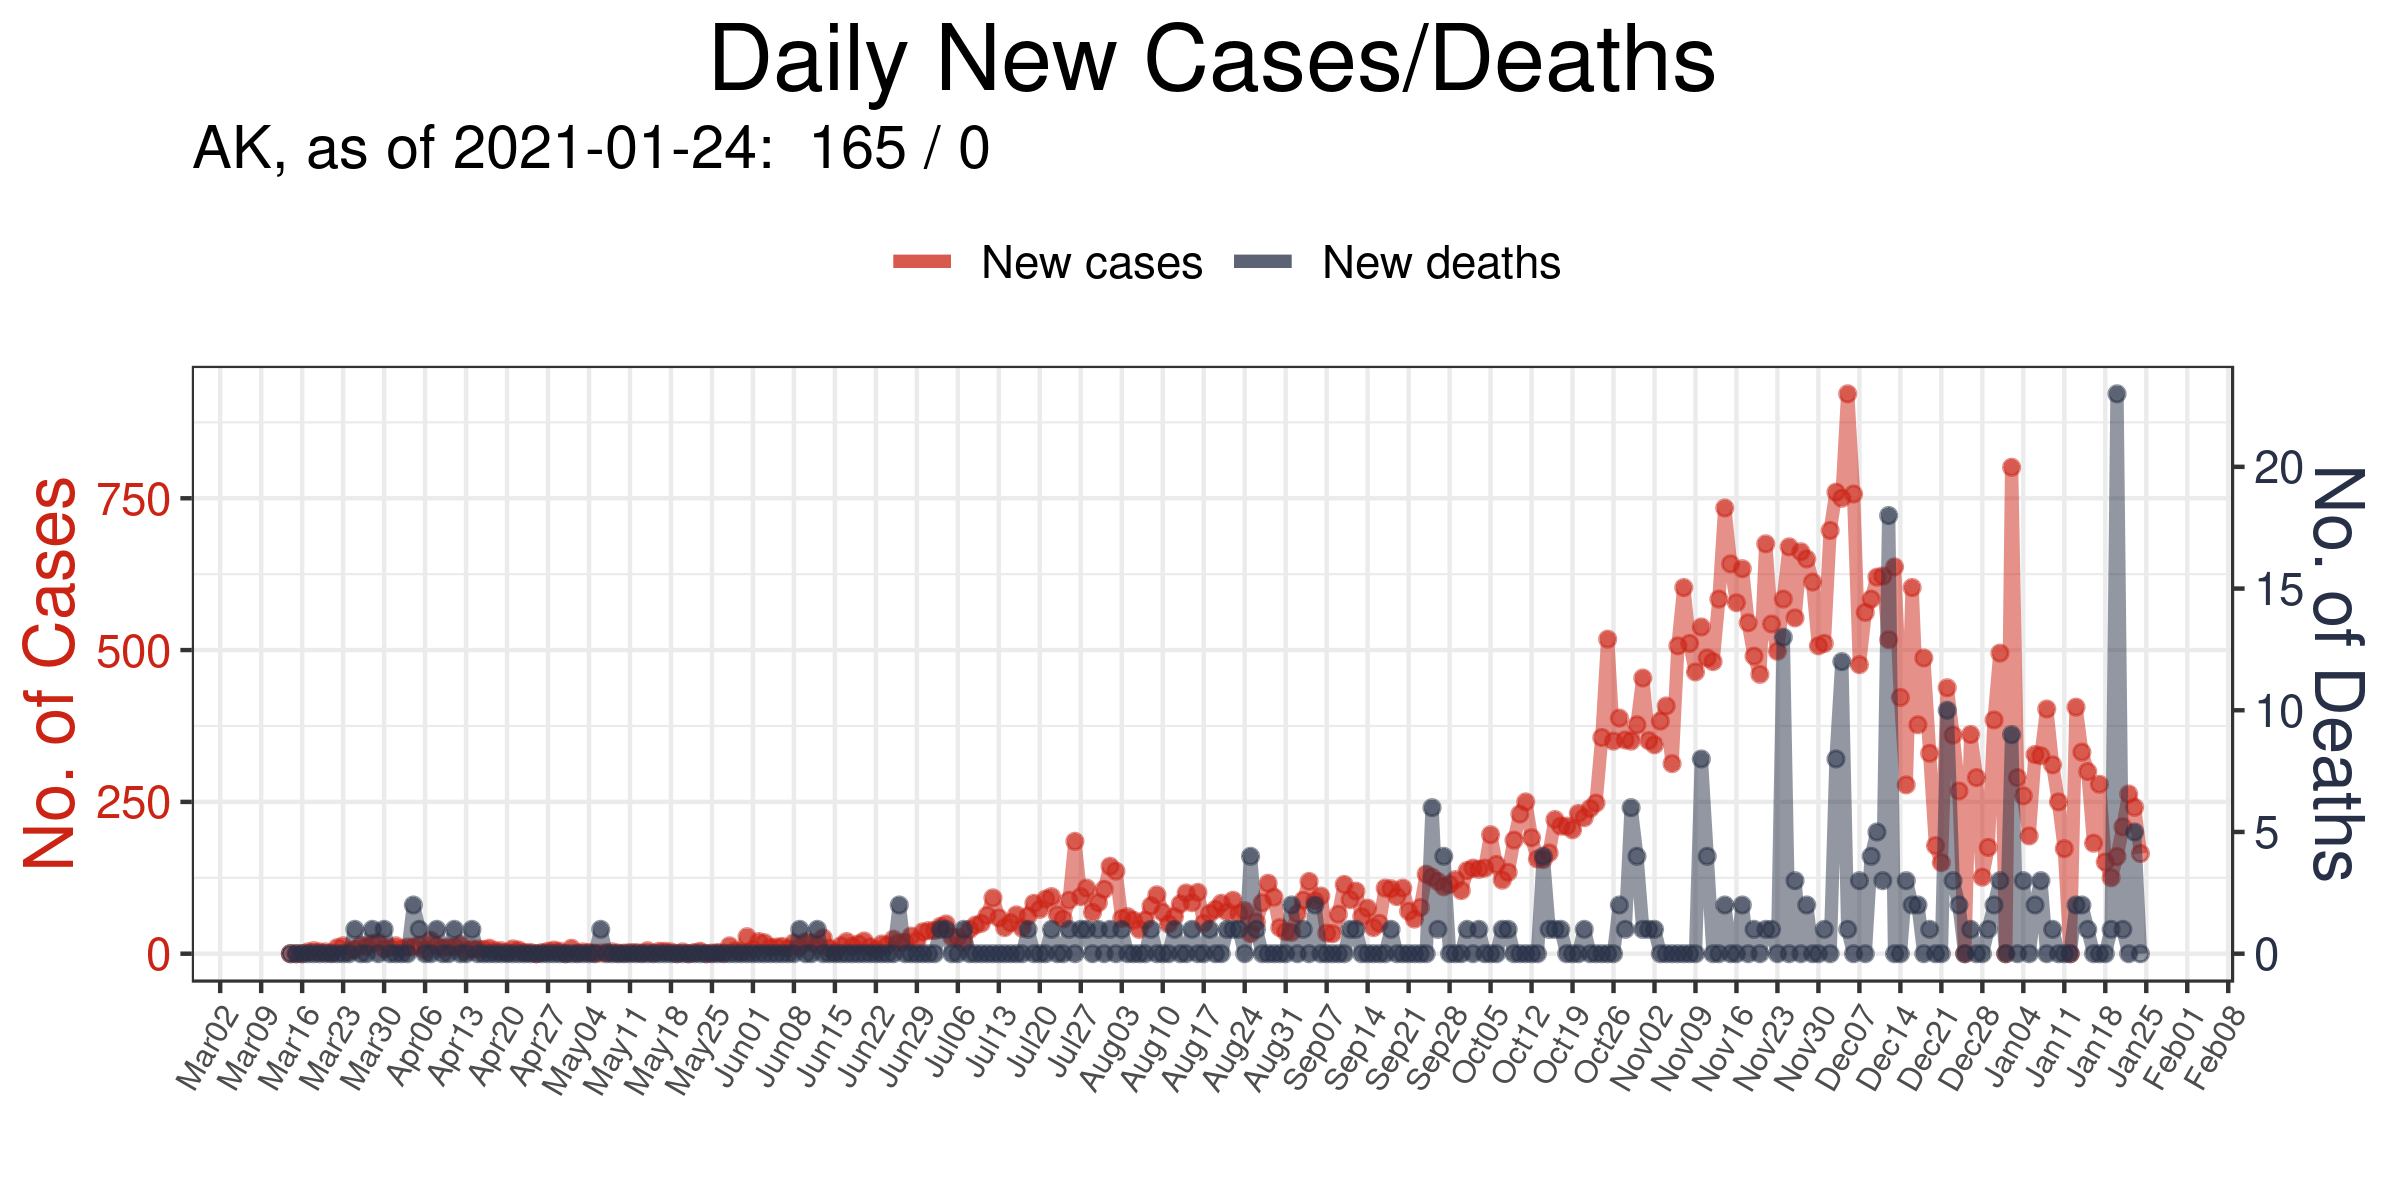 Daily New Cases/Deaths
AK, as of 2021-01-24: 165 / 0
New cases
New deaths
No. of Cases
750
500
250
0
20
15
10
5
0
No. of Deaths
Mar02
Mar09
Mar16
Mar23
Mar30
Apr06
Apr13
Apr20
Apr27
May04
May11
May18
May25
Jun01
Jun08
Jun15
Jun22
Jun29
Jul06
Jul13
Jul20
Jul27
Aug03
Aug10
Aug17
Aug24
Aug31
Sep07
Sep14
Sep21
Sep28
Oct05
Oct12
Oct19
Oct26
Nov02
Nov09
Nov16
Nov23
Nov30
Dec07
Dec14
Dec21
Dec28
Jan04
Jan11
Jan18
Jan25
Feb01
Feb08